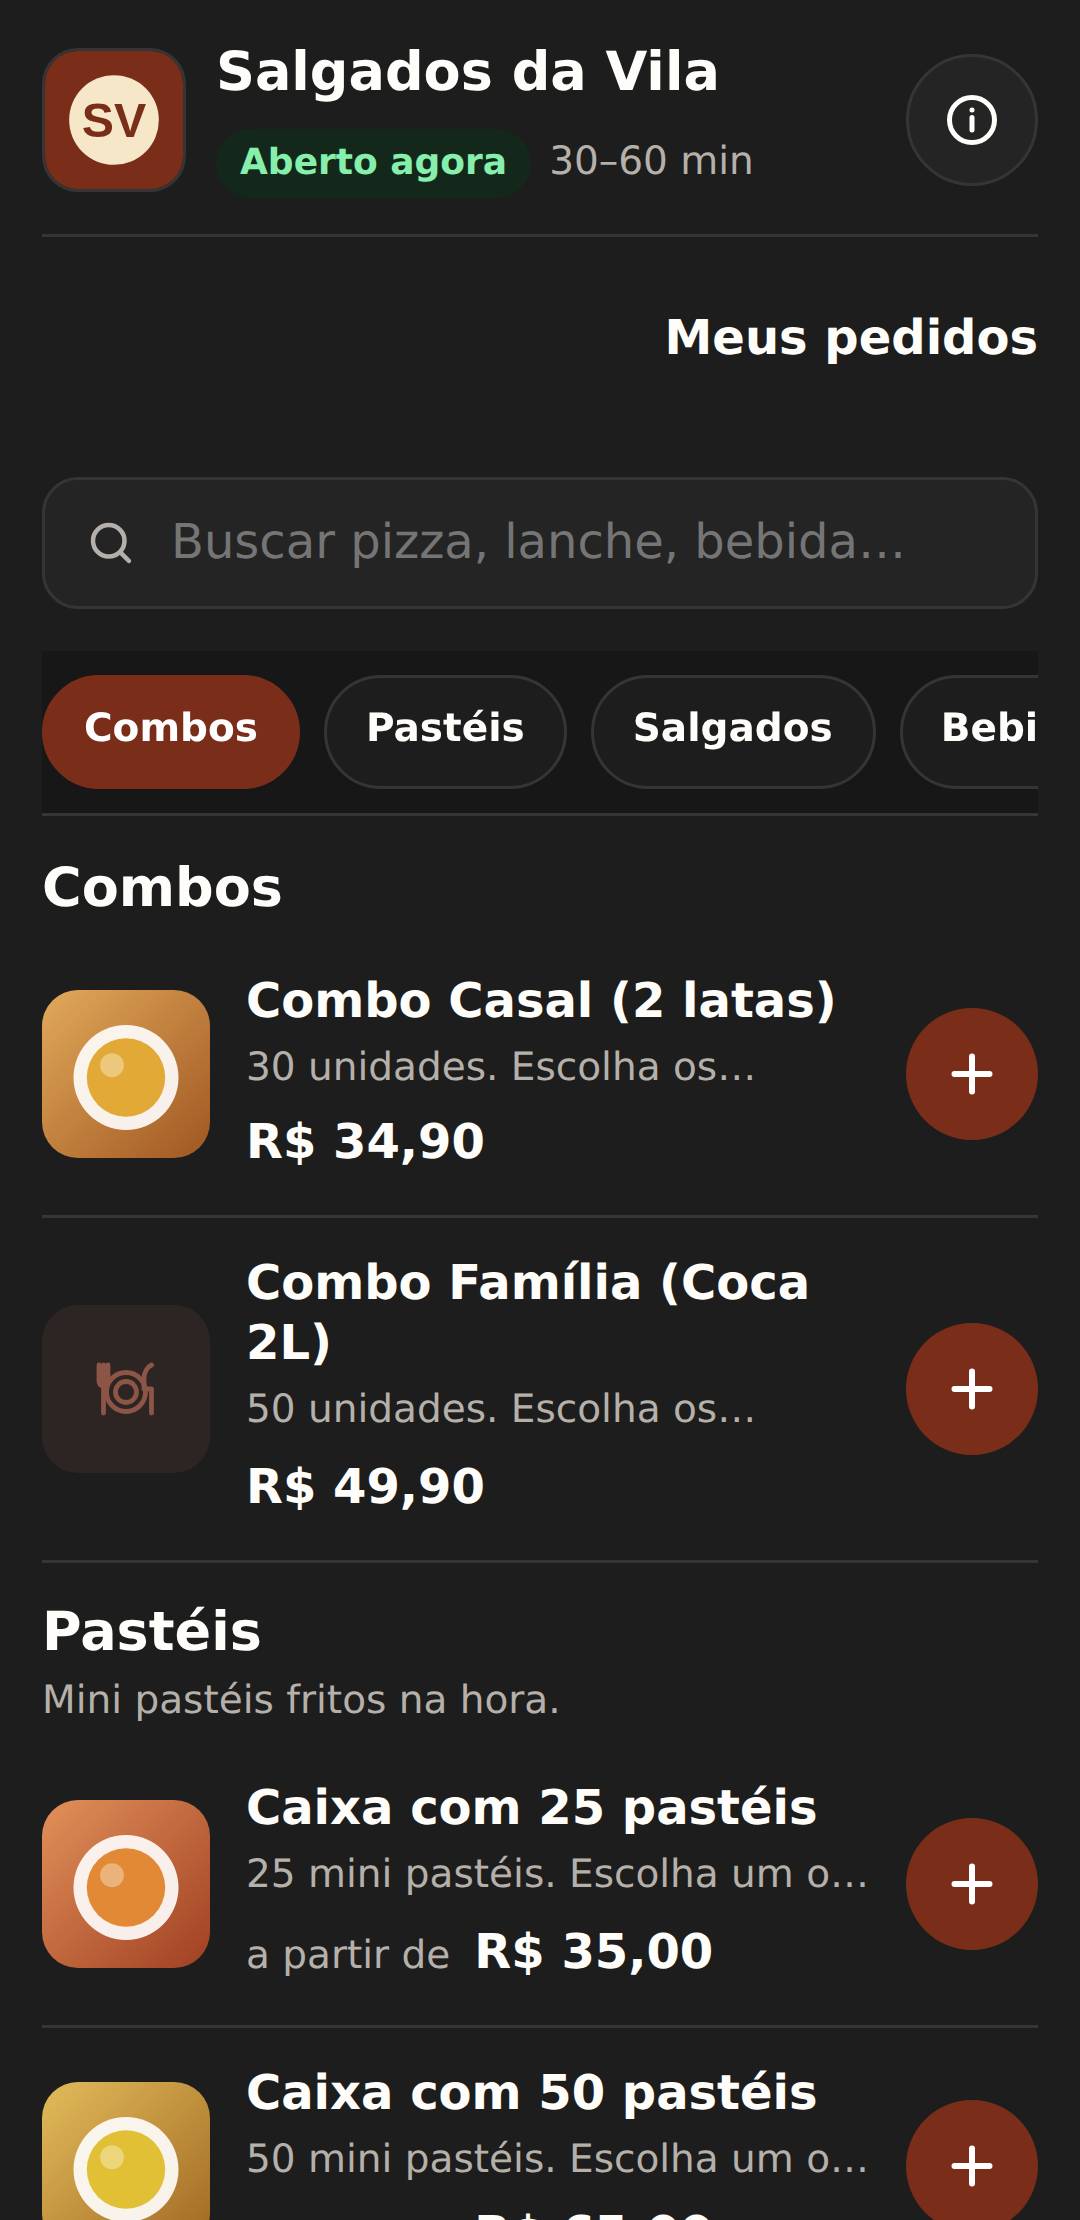 SV
Salgados da Vila
Aberto agora 30–60 min
Meus pedidos
Buscar pizza, lanche, bebida...
Combos Pastéis Salgados Bebi
Combos
Combo Casal (2 latas)
30 unidades. Escolha os...
R$ 34,90
Combo Família (Coca
2L)
50 unidades. Escolha os...
R$ 49,90
Pastéis
Mini pastéis fritos na hora.
Caixa com 25 pastéis
25 mini pastéis. Escolha um o...
a partir de R$ 35,00
Caixa com 50 pastéis
50 mini pastéis. Escolha um o...